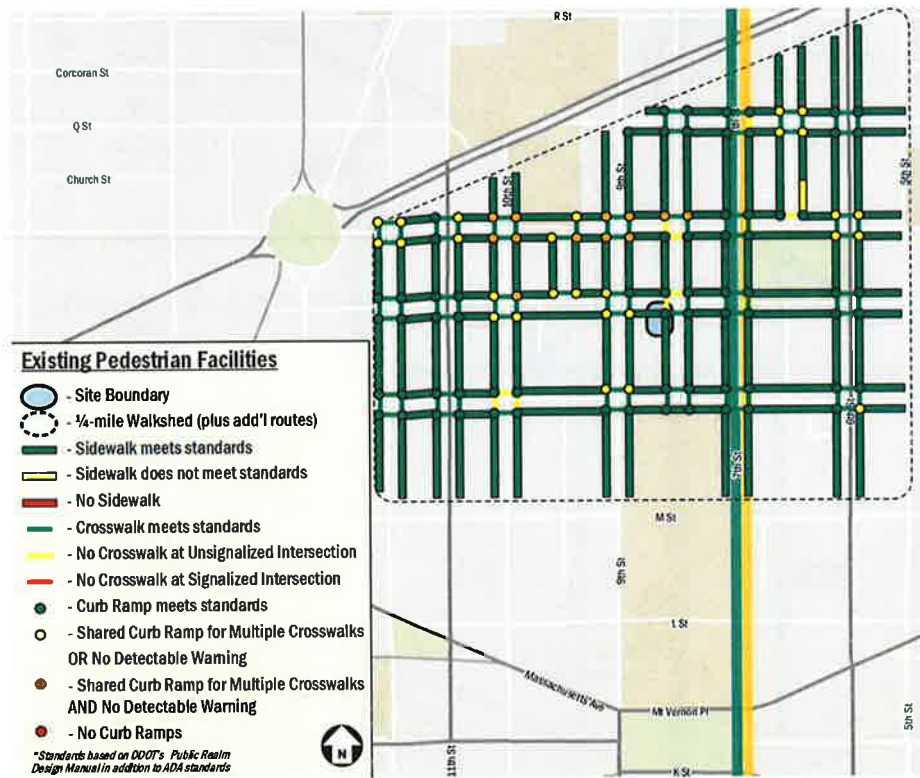 R St
Corcoran St
Q St
7th St
Church St
9th St
5th St
10th St
Existing Pedestrian Facilities
- Site Boundary
- ¼-mile Walkshed (plus add'l routes)
- Sidewalk meets standards
6th St
- Sidewalk does not meet standards
7th St
- No Sidewalk
M St
- Crosswalk meets standards
- No Crosswalk at Unsignalized Intersection
9th St
- No Crosswalk at Signalized Intersection
- Curb Ramp meets standards
L St
- Shared Curb Ramp for Multiple Crosswalks
OR No Detectable Warning
- Shared Curb Ramp for Multiple Crosswalks
AND No Detectable Warning
Massachusetts Ave
Mt Vernon Pl
5th St
- No Curb Ramps
N
11th St
*Standards based on DDOT's Public Realm
Design Manual in addition to ADA standards
K St